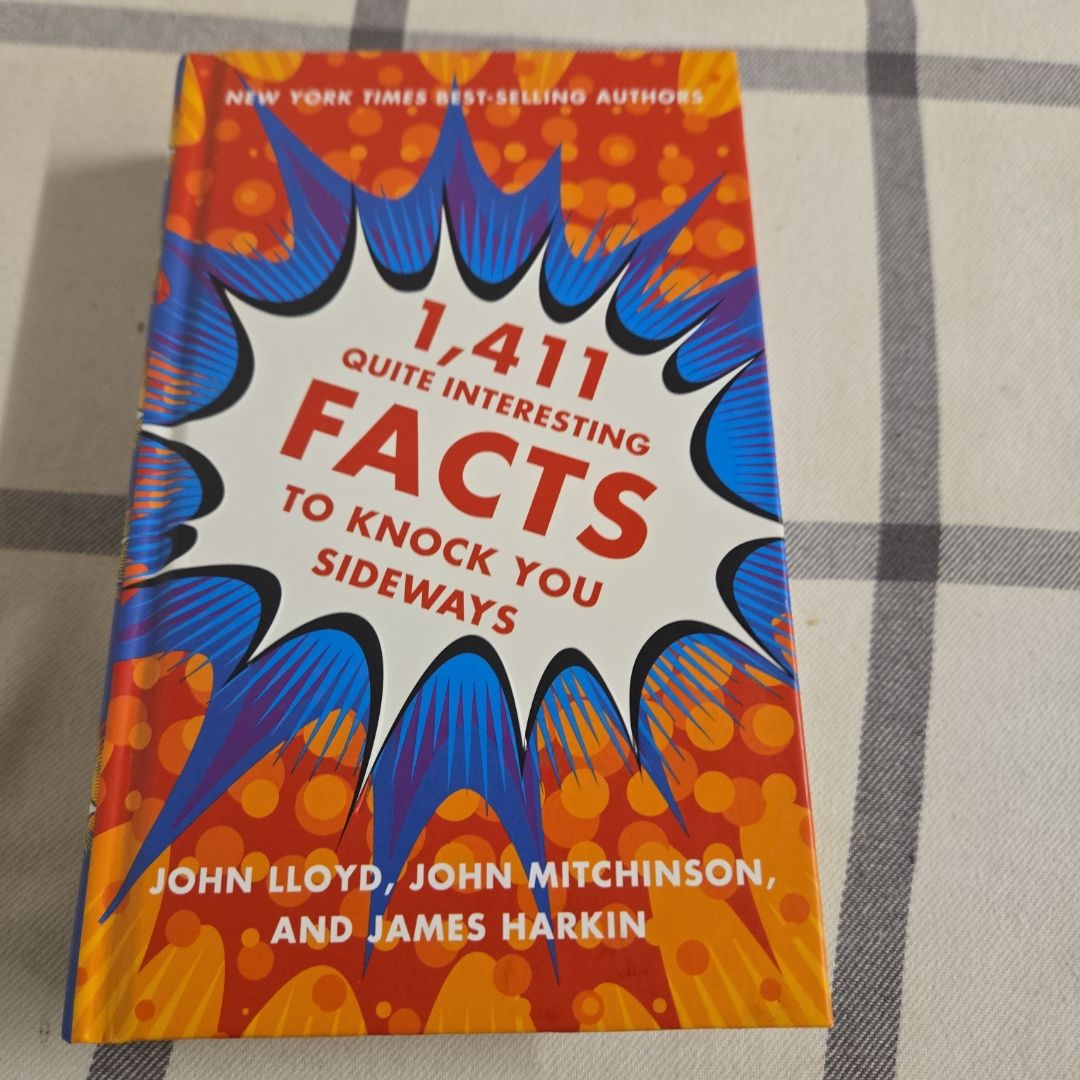 NEW YORK TIMES BEST-SELLING AUTHORS
1,411
QUITE INTERESTING
FACTS
TO KNOCK YOU
SIDEWAYS
JOHN LLOYD, JOHN MITCHINSON,
AND JAMES HARKIN